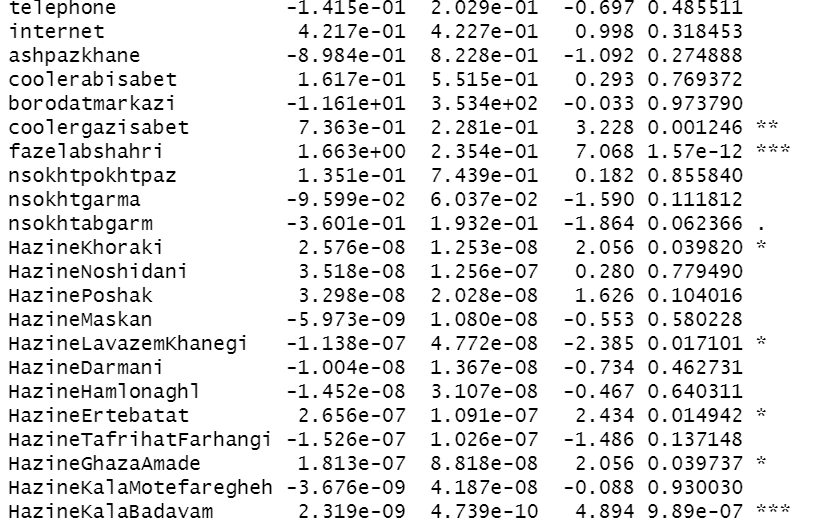 telephone -1.415e-01 2.029e-01 -0.697 0.485511
internet 4.217e-01 4.227e-01 0.998 0.318453
ashpazkhane -8.984e-01 8.228e-01 -1.092 0.274888
coolerabisabet 1.617e-01 5.515e-01 0.293 0.769372
borodatmarkazi -1.161e+01 3.534e+02 -0.033 0.973790
coolergazisabet 7.363e-01 2.281e-01 3.228 0.001246 **
fazelabshahri 1.663e+00 2.354e-01 7.068 1.57e-12 ***
nsokhtpokhtpaz 1.351e-01 7.439e-01 0.182 0.855840
nsokhtgarma -9.599e-02 6.037e-02 -1.590 0.111812
nsokhtabgarm -3.601e-01 1.932e-01 -1.864 0.062366 .
HazineKhoraki 2.576e-08 1.253e-08 2.056 0.039820 *
HazineNoshidani 3.518e-08 1.256e-07 0.280 0.779490
HazinePoshak 3.298e-08 2.028e-08 1.626 0.104016
HazineMaskan -5.973e-09 1.080e-08 -0.553 0.580228
HazineLavazemKhanegi -1.138e-07 4.772e-08 -2.385 0.017101 *
HazineDarmani -1.004e-08 1.367e-08 -0.734 0.462731
HazineHamlonaghl -1.452e-08 3.107e-08 -0.467 0.640311
HazineErtebatat 2.656e-07 1.091e-07 2.434 0.014942 *
HazineTafrihatFarhangi -1.526e-07 1.026e-07 -1.486 0.137148
HazineGhazaAmade 1.813e-07 8.818e-08 2.056 0.039737 *
HazineKalaMotefaregheh -3.676e-09 4.187e-08 -0.088 0.930030
HazineKalaBadavam 2.319e-09 4.739e-10 4.894 9.89e-07 ***